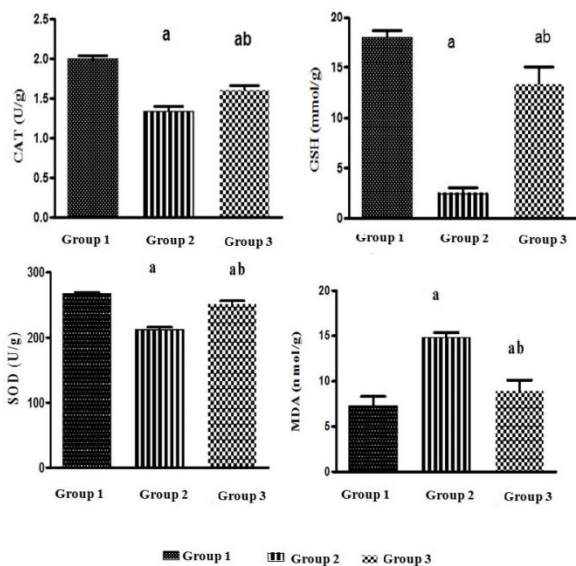 CAT (U/g)
2.5
2.0
1.5
1.0
0.5
0.0
a
ab
Group 1 Group 2 Group 3
GSH (mmol/g)
20
15
10
5
0
a
ab
Group 1 Group 2 Group 3
SOD (U/g)
300
200
100
0
a
ab
Group 1 Group 2 Group 3
MDA (nmol/g)
20
15
10
5
0
a
ab
Group 1 Group 2 Group 3
Group 1 Group 2 Group 3